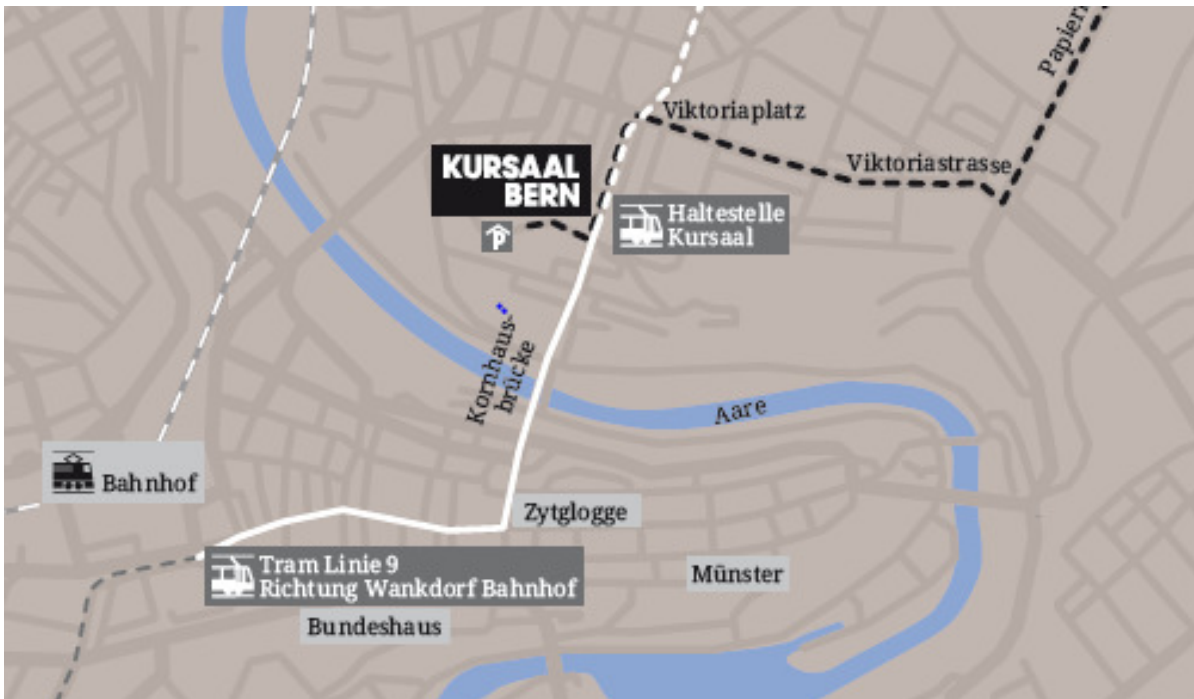 Papierm
Viktoriaplatz
Viktoriastrasse
KURSAAL
BERN
P
Haltestelle
Kursaal
Kornhaus-
brücke
Aare
Bahnhof
Zytglogge
Tram Linie 9
Richtung Wankdorf Bahnhof
Münster
Bundeshaus